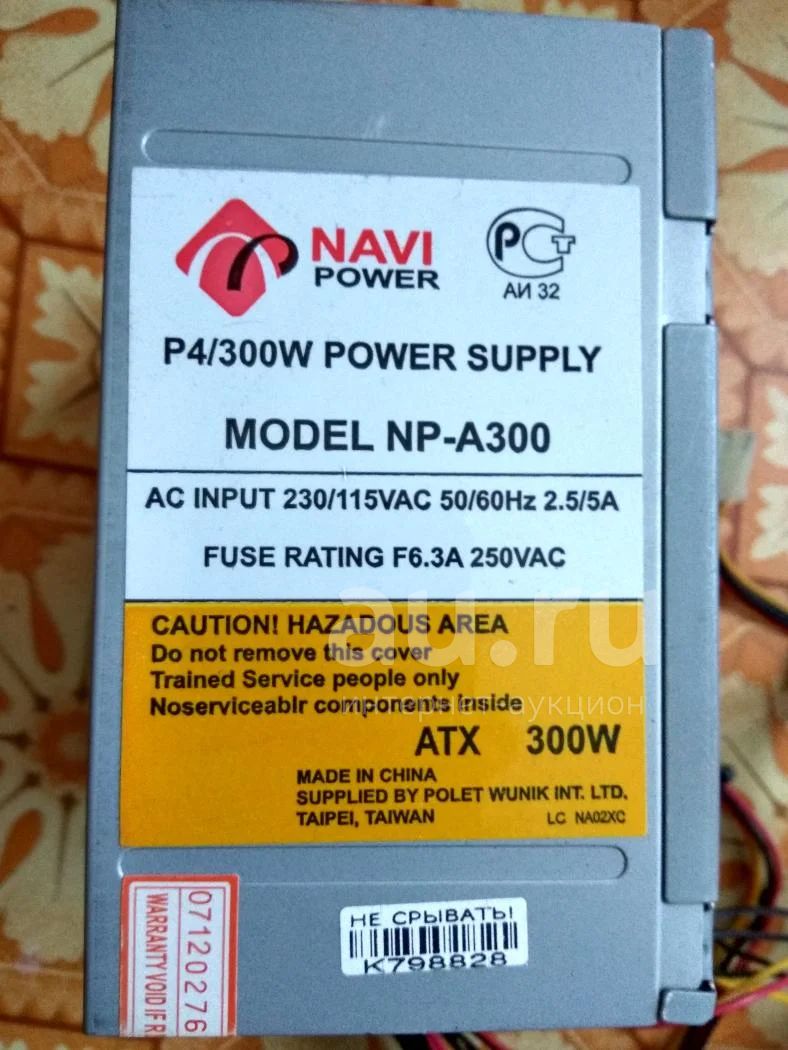 NAVI
POWER
РСТ
АИ 32
P4/300W POWER SUPPLY
MODEL NP-A300
AC INPUT 230/115VAC 50/60Hz 2.5/5A
FUSE RATING F6.3A 250VAC
CAUTION! HAZADOUS AREA
Do not remove this cover
Trained Service people only
Noserviceablr components inside
au.ru
интернет-аукцион
ATX 300W
MADE IN CHINA
SUPPLIED BY POLET WUNIK INT. LTD.
TAIPEI, TAIWAN
LC NA02XC
07120276
WARRANTY VOID IF R
НЕ СРЫВАТЬ!
K798828